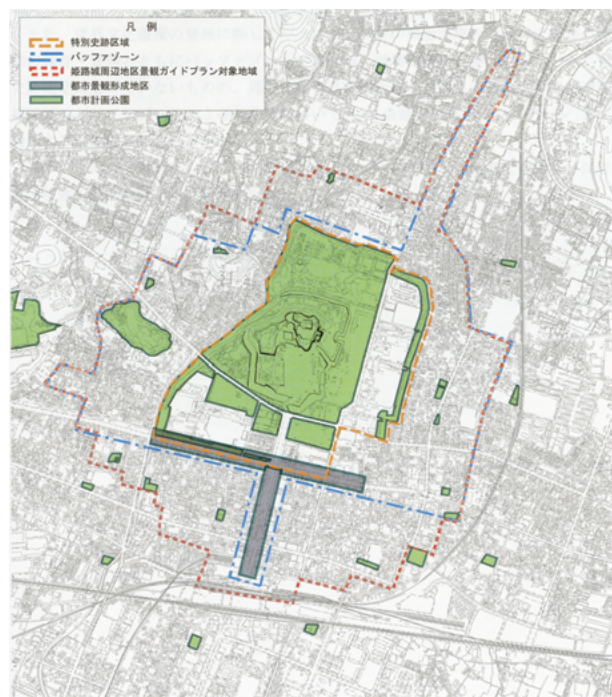 凡 例
特別史跡区域
バッファゾーン
姫路城周辺地区景観ガイドプラン対象地域
都市景観形成地区
都市計画公園